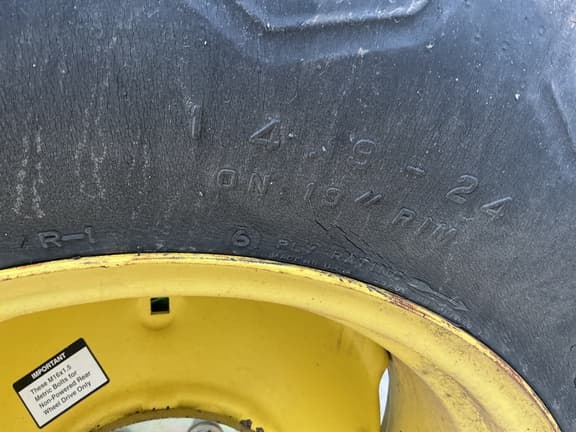 14.9-24
ON 13" RIM
R-1
6 PLY RATING
IMPORTANT
These M16x1.5
Metric Bolts for
Non-Powered Rear
Wheel Drive Only